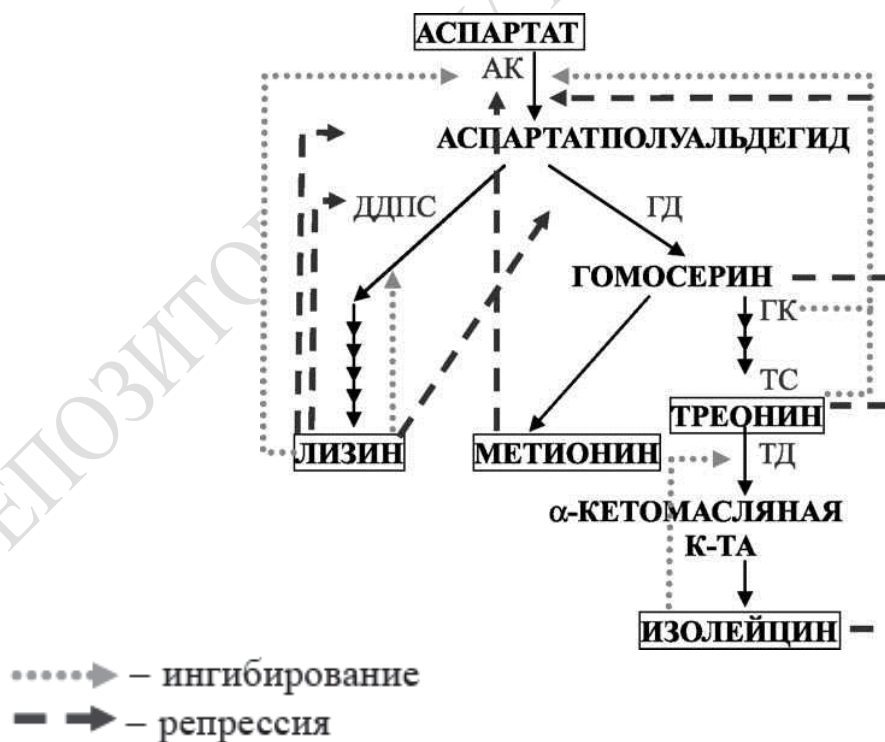 АСПАРТАТ
АК
АСПАРТАТПОЛУАЛЬДЕГИД
ДДПС
ГД
ГОМОСЕРИН
ГК
ТС
ТРЕОНИН
ЛИЗИН
МЕТИОНИН
ТД
α-КЕТОМАСЛЯНАЯ
К-ТА
ИЗОЛЕЙЦИН
– ингибирование
– репрессия